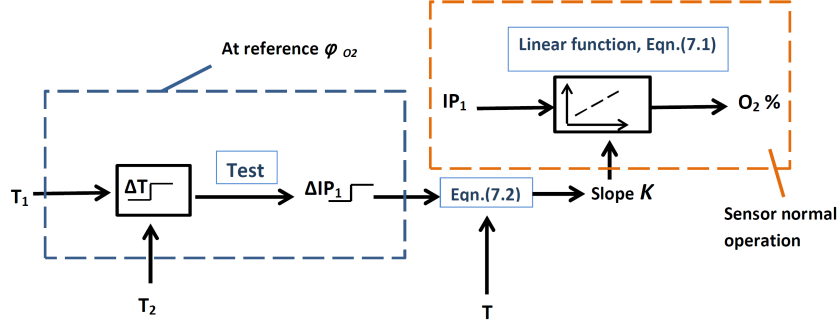 At reference φ O2
Linear function, Eqn.(7.1)
IP1
O2 %
Test
T1
ΔT
ΔIP1
Eqn.(7.2)
Slope K
Sensor normal
operation
T2
T